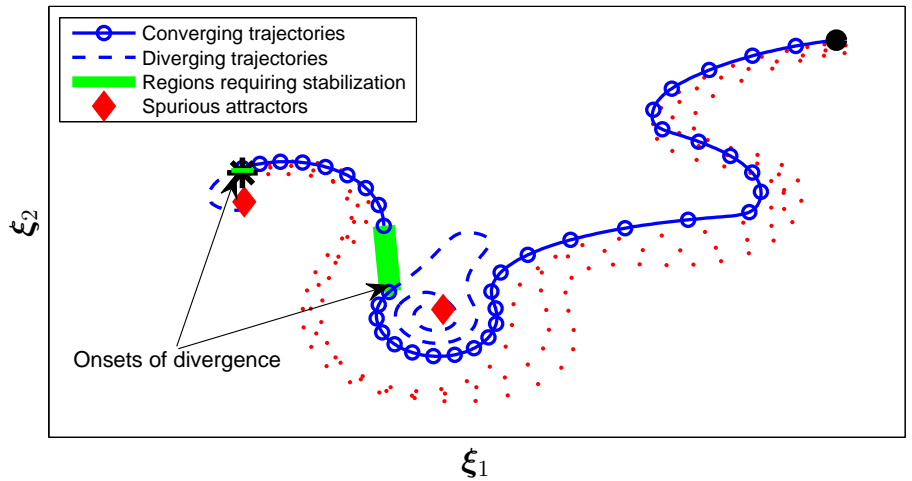 Converging trajectories
Diverging trajectories
Regions requiring stabilization
Spurious attractors
ξ2
Onsets of divergence
ξ1